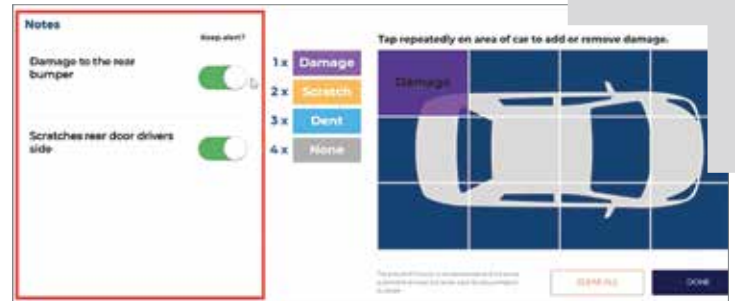 Notes
Keep alert?
Damage to the rear
bumper
Scratches rear door drivers
side
1 x Damage
2 x Scratch
3 x Dent
4 x None
Tap repeatedly on area of car to add or remove damage.
Damage
CLEAR ALL
DONE